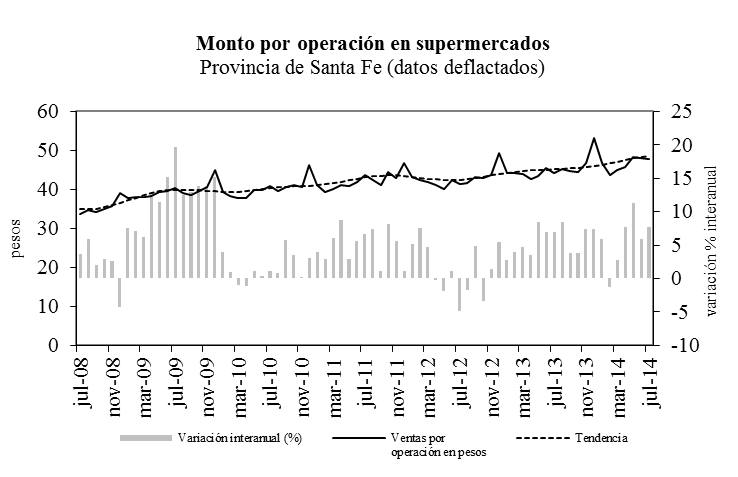 Monto por operación en supermercados
Provincia de Santa Fe (datos deflactados)
60
50
40
30
20
10
0
pesos
25
20
15
10
5
0
-5
-10
variación % interanual
jul-08
nov-08
mar-09
jul-09
nov-09
mar-10
jul-10
nov-10
mar-11
jul-11
nov-11
mar-12
jul-12
nov-12
mar-13
jul-13
nov-13
mar-14
jul-14
Variación interanual (%)
Ventas por
operación en pesos
Tendencia